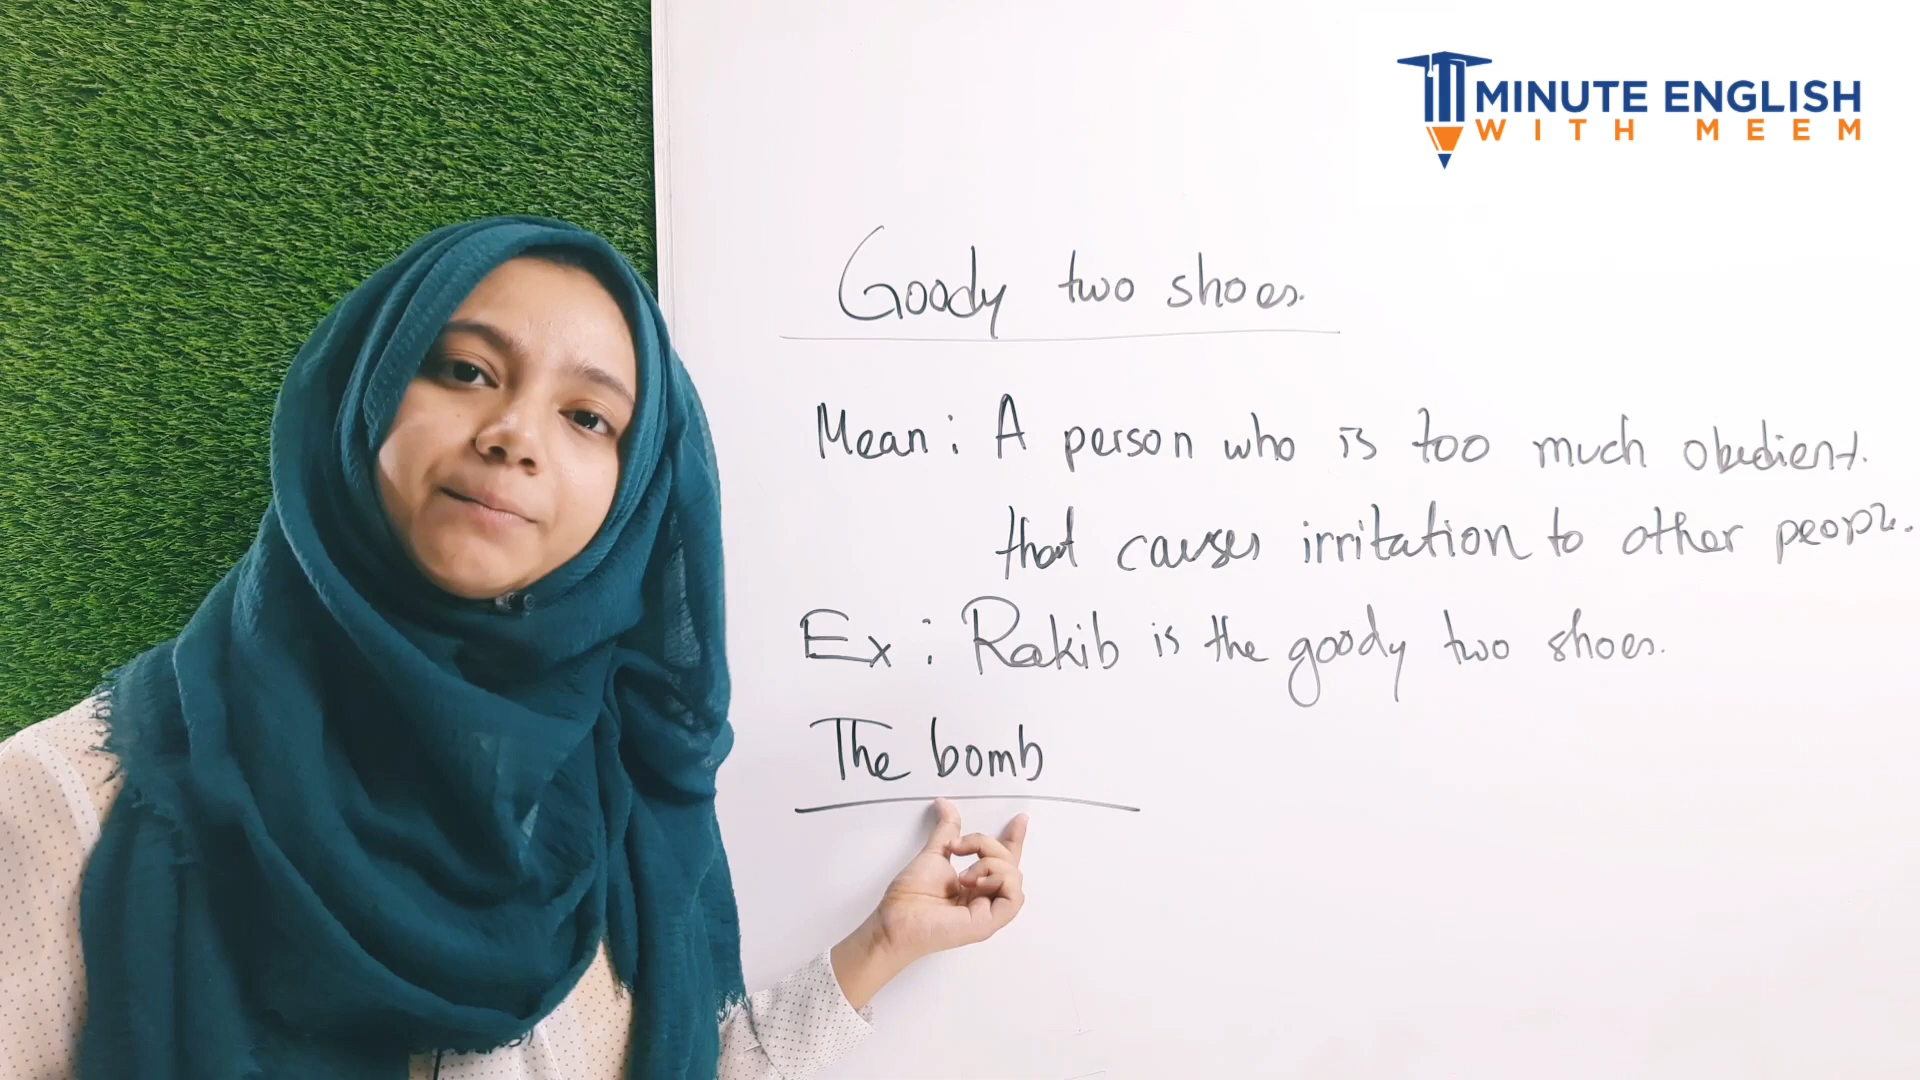 MINUTE ENGLISH
WITH MEEM
Goody two shoes.
Mean: A person who is too much obedient.
that causes irritation to other people.
Ex: Rakib is the goody two shoes.
The bomb